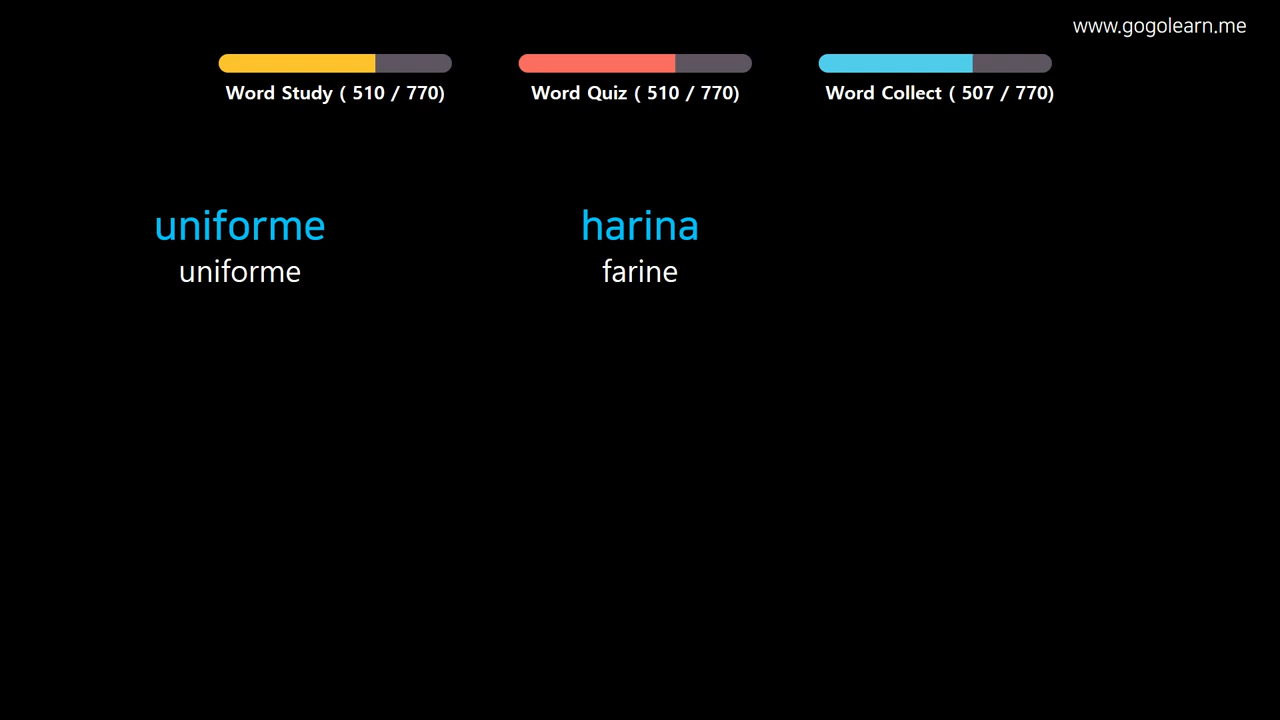 www.gogolearn.me
Word Study ( 510 / 770)
Word Quiz ( 510 / 770)
Word Collect ( 507 / 770)
uniforme
uniforme
harina
farine